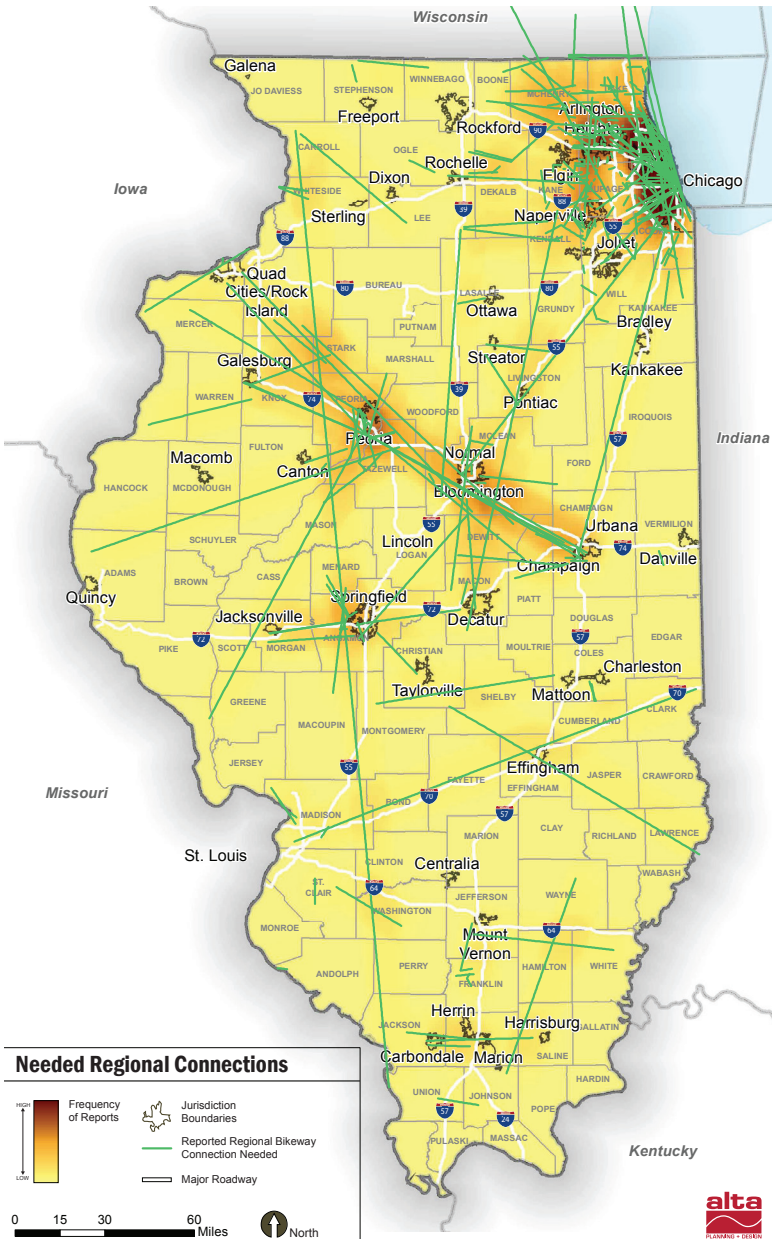 Wisconsin
Galena
JO DAVIESS
STEPHENSON
WINNEBAGO
BOONE
MCHENRY
Freeport
Arlington
Heights
Rockford
90
CARROLL
OGLE
Rochelle
Elgin
Chicago
Iowa
WHITESIDE
Dixon
DEKALB
KANE
88
Sterling
LEE
39
Naperville
55
88
KENDALL
Joliet
Quad
Cities/Rock
Island
80
BUREAU
LASALLE
80
WILL
Ottawa
GRUNDY
KANKAKEE
MERCER
PUTNAM
Bradley
STARK
Streator
55
Galesburg
MARSHALL
Kankakee
LIVINGSTON
WARREN
KNOX
74
PEORIA
39
Pontiac
WOODFORD
IROQUOIS
Peoria
MCLEAN
57
Indiana
FULTON
Normal
Macomb
Canton
TAZEWELL
FORD
HANCOCK
MCDONOUGH
Bloomington
MASON
CHAMPAIGN
55
Urbana
VERMILION
SCHUYLER
Lincoln
DEWITT
74
LOGAN
Danville
MENARD
Champaign
ADAMS
CASS
MACON
Quincy
BROWN
Springfield
PIATT
72
Jacksonville
Decatur
DOUGLAS
72
57
PIKE
SCOTT
MORGAN
CHRISTIAN
MOULTRIE
COLES
EDGAR
Taylorville
Charleston
SHELBY
Mattoon
70
GREENE
CLARK
MACOUPIN
CUMBERLAND
MONTGOMERY
JERSEY
55
Effingham
Missouri
FAYETTE
JASPER
CRAWFORD
EFFINGHAM
70
BOND
MADISON
57
CLAY
RICHLAND
LAWRENCE
MARION
St. Louis
CLINTON
Centralia
WABASH
ST.
CLAIR
64
JEFFERSON
WAYNE
WASHINGTON
MONROE
64
Mount
Vernon
PERRY
HAMILTON
WHITE
ANDOLPH
FRANKLIN
Herrin
Harrisburg
JACKSON
Carbondale
Marion
SALINE
HARDIN
UNION
JOHNSON
POPE
57
24
PULASKI
MASSAC
Kentucky
Needed Regional Connections
HIGH
LOW
Frequency
of Reports
Jurisdiction
Boundaries
Reported Regional Bikeway
Connection Needed
Major Roadway
0 15 30 60
Miles
North
alta
PLANNING + DESIGN